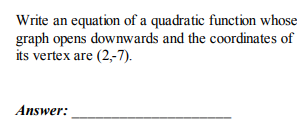 Write an equation of a quadratic function whose
graph opens downwards and the coordinates of
its vertex are (2,-7).
Answer: ____________________